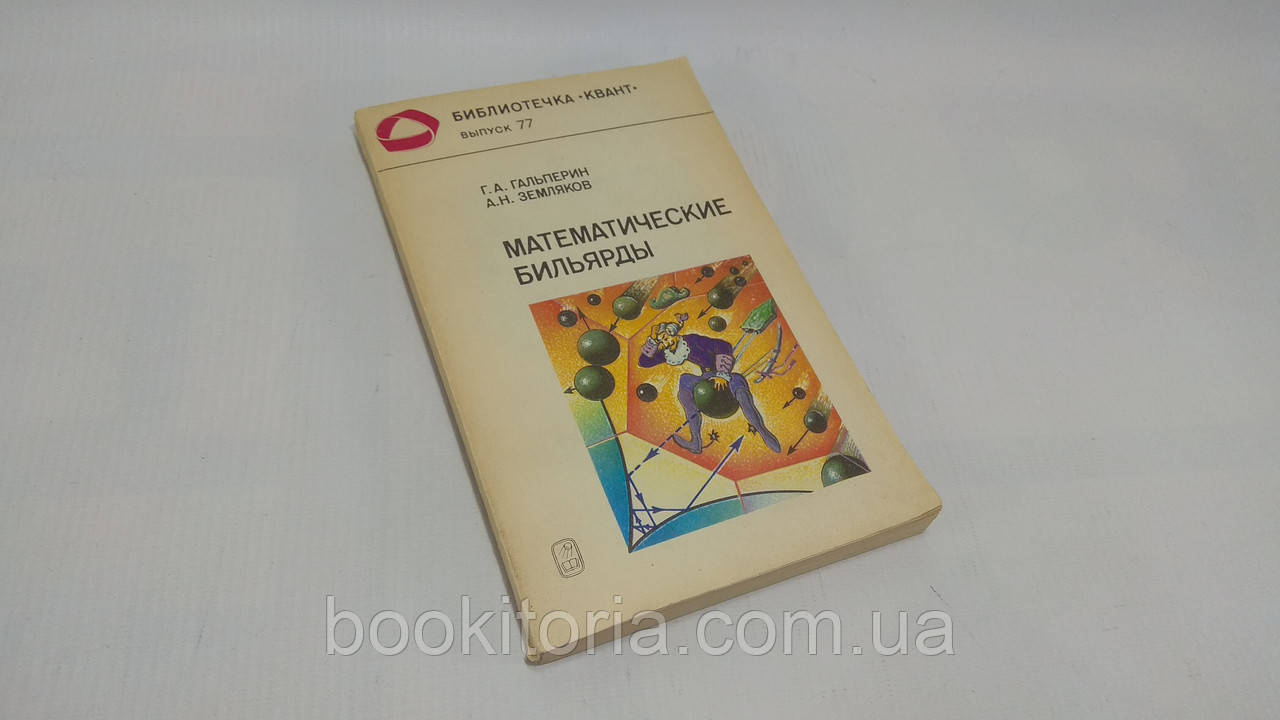 БИБЛИОТЕЧКА •КВАНТ•
ВЫПУСК 77
Г.А. ГАЛЬПЕРИН
А.Н. ЗЕМЛЯКОВ
МАТЕМАТИЧЕСКИЕ
БИЛЬЯРДЫ
bookitoria.com.ua